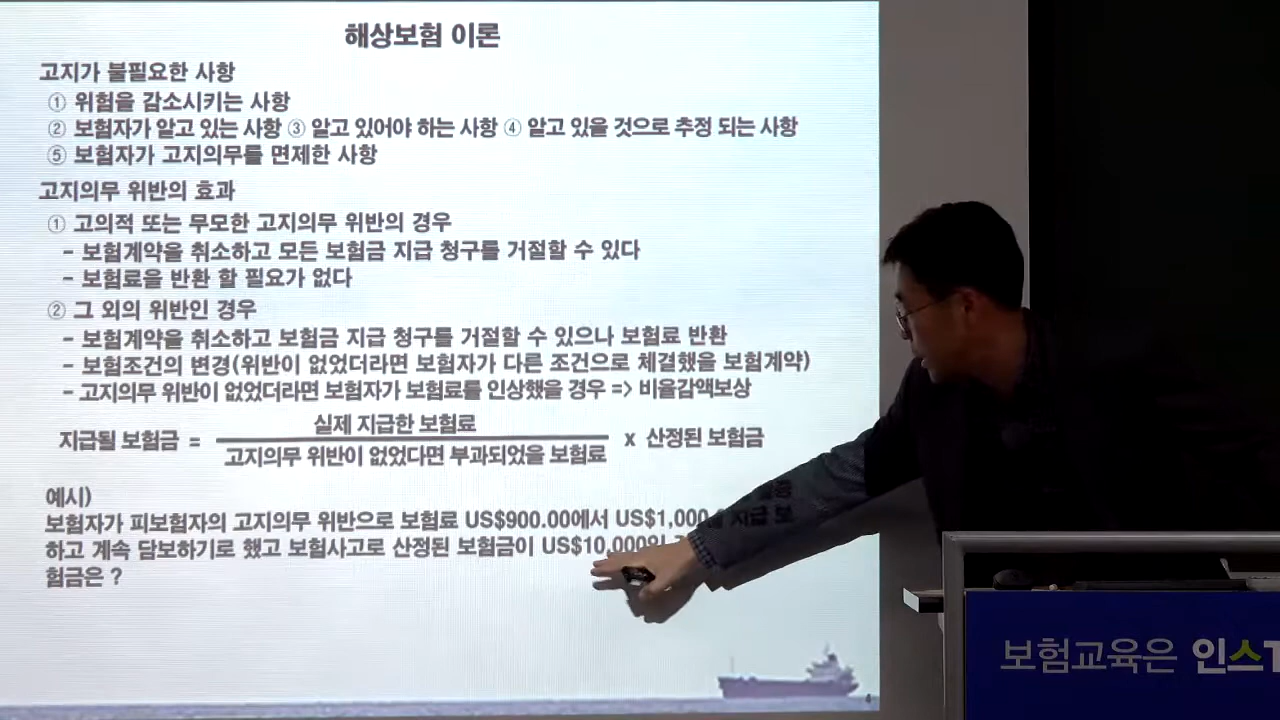 해상보험 이론
고지가 불필요한 사항
① 위험을 감소시키는 사항
② 보험자가 알고 있는 사항 ③ 알고 있어야 하는 사항 ④ 알고 있을 것으로 추정 되는 사항
⑤ 보험자가 고지의무를 면제한 사항
고지의무 위반의 효과
① 고의적 또는 무모한 고지의무 위반의 경우
- 보험계약을 취소하고 모든 보험금 지급 청구를 거절할 수 있다
- 보험료을 반환 할 필요가 없다
② 그 외의 위반인 경우
- 보험계약을 취소하고 보험금 지급 청구를 거절할 수 있으나 보험료 반환
- 보험조건의 변경(위반이 없었더라면 보험자가 다른 조건으로 체결했을 보험계약)
- 고지의무 위반이 없었더라면 보험자가 보험료를 인상했을 경우 => 비율감액보상
실제 지급한 보험료
지급될 보험금 = x 산정된 보험금
고지의무 위반이 없었다면 부과되었을 보험료
예시)
보험자가 피보험자의 고지의무 위반으로 보험료 US$900.00에서 US$1,000
하고 계속 담보하기로 했고 보험사고로 산정된 보험금이 US$10,000
지급 보
험금은 ?
4
보험교육은 인스